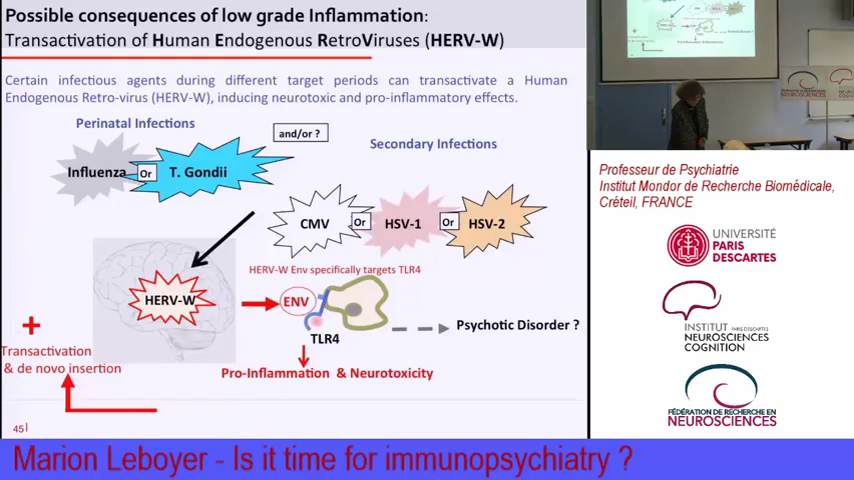 Possible consequences of low grade Inflammation:
Transactivation of Human Endogenous RetroViruses (HERV-W)
Certain infectious agents during different target periods can transactivate a Human
Endogenous Retro-virus (HERV-W), inducing neurotoxic and pro-inflammatory effects.
Perinatal Infections
and/or ?
Secondary Infections
Influenza
Or
T. Gondii
CMV
Or
HSV-1
Or
HSV-2
HERV-W Env specifically targets TLR4
HERV-W
ENV
TLR4
Psychotic Disorder ?
+
Transactivation
& de novo insertion
Pro-Inflammation & Neurotoxicity
45
Professeur de Psychiatrie
Institut Mondor de Recherche Biomédicale,
Créteil, FRANCE
UNIVERSITÉ
PARIS
DESCARTES
INSTITUT PARIS DESCARTES
NEUROSCIENCES
COGNITION
FÉDÉRATION DE RECHERCHE EN
NEUROSCIENCES
NEUROSCIENCES
Marion Leboyer - Is it time for immunopsychiatry ?